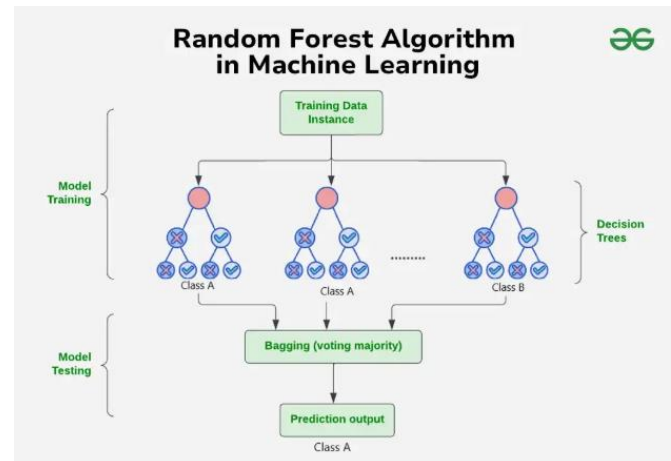 Random Forest Algorithm
in Machine Learning
Training Data
Instance
Model
Training
Decision
Trees
.........
Class A
Class A
Class B
Model
Testing
Bagging (voting majority)
Prediction output
Class A